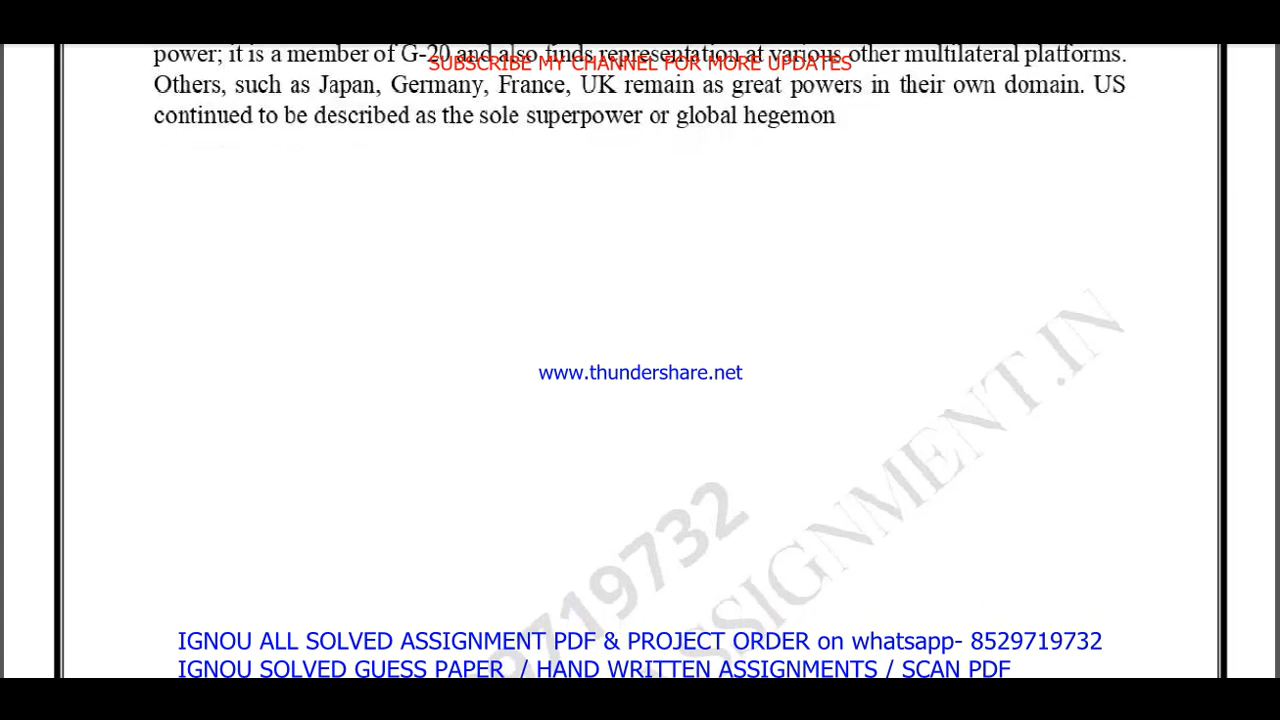 power; it is a member of G-20 and also finds representation at various other multilateral platforms.
SUBSCRIBE MY CHANNEL FOR MORE UPDATES
Others, such as Japan, Germany, France, UK remain as great powers in their own domain. US
continued to be described as the sole superpower or global hegemon
www.thundershare.net
719732
SSIGNMENT.IN
IGNOU ALL SOLVED ASSIGNMENT PDF & PROJECT ORDER on whatsapp- 8529719732
IGNOU SOLVED GUESS PAPER / HAND WRITTEN ASSIGNMENTS / SCAN PDF